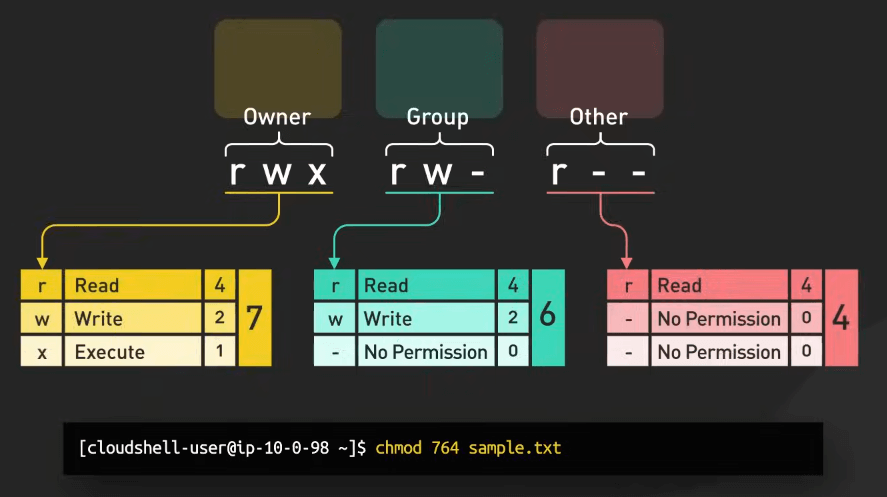 Owner Group Other
r w x r w - r - -
r Read 4 r Read 4 r Read 4
w Write 2 7 w Write 2 6 - No Permission 0 4
x Execute 1 - No Permission 0 - No Permission 0
[cloudshell-user@ip-10-0-98 ~]$ chmod 764 sample.txt